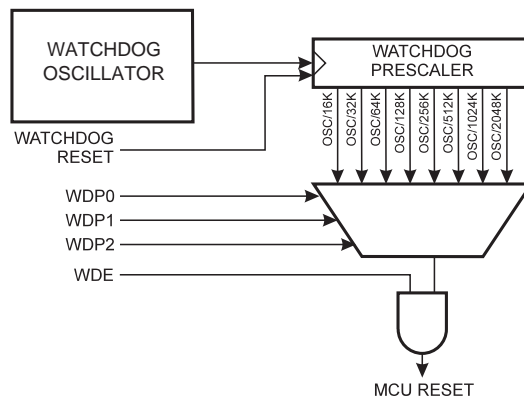 WATCHDOG
OSCILLATOR
WATCHDOG
PRESCALER
WATCHDOG
RESET
OSC/16K
OSC/32K
OSC/64K
OSC/128K
OSC/256K
OSC/512K
OSC/1024K
OSC/2048K
WDP0
WDP1
WDP2
WDE
MCU RESET